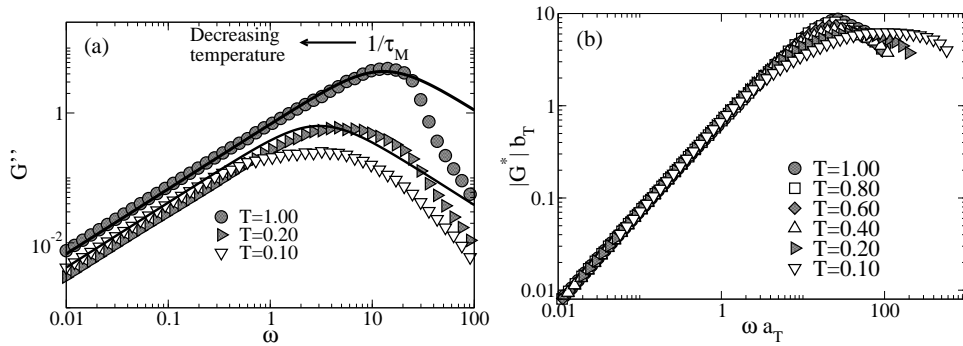 (a)
Decreasing
temperature
1/τ_M
G''
1
10^-2
T=1.00
T=0.20
T=0.10
0.01 0.1 1 10 100
ω
(b)
|G^*| b_T
10
1
0.1
0.01
T=1.00
T=0.80
T=0.60
T=0.40
T=0.20
T=0.10
0.01 1 100
ω a_T